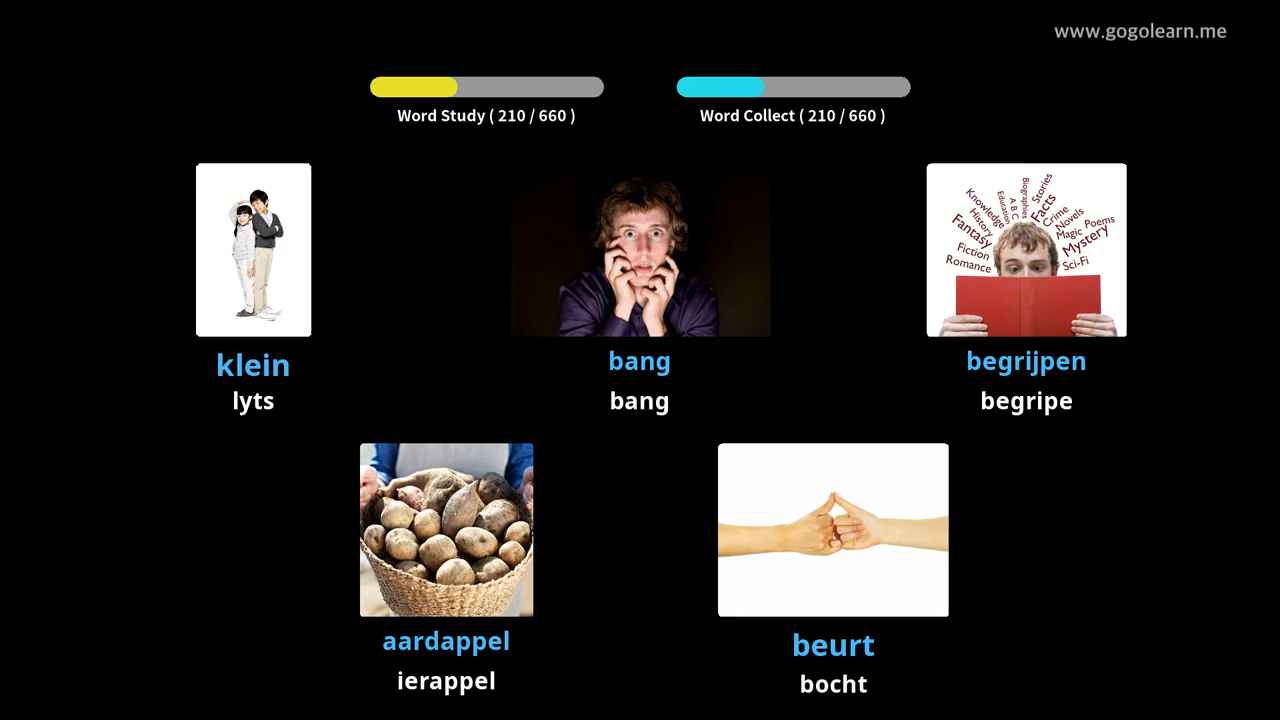 www.gogolearn.me
Word Study ( 210 / 660 )
Word Collect ( 210 / 660 )
Knowledge
History
Fantasy
Fiction
Romance
Education
A B C
Biographies
Stories
Facts
Crime
Novels
Magic
Poems
Mystery
Sci-Fi
klein
lyts
bang
bang
begrijpen
begripe
aardappel
ierappel
beurt
bocht